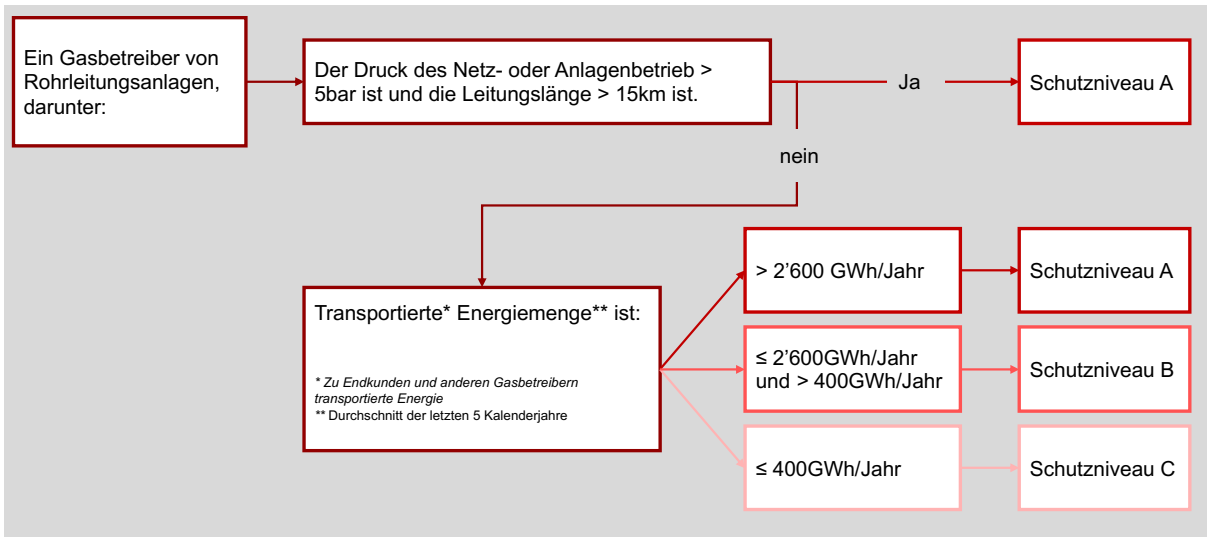 Ein Gasbetreiber von
Rohrleitungsanlagen,
darunter:
Der Druck des Netz- oder Anlagenbetrieb >
5bar ist und die Leitungslänge > 15km ist.
Ja
Schutzniveau A
nein
Transportierte* Energiemenge** ist:
* Zu Endkunden und anderen Gasbetreibern
transportierte Energie
** Durchschnitt der letzten 5 Kalenderjahre
> 2’600 GWh/Jahr
Schutzniveau A
≤ 2’600GWh/Jahr
und > 400GWh/Jahr
Schutzniveau B
≤ 400GWh/Jahr
Schutzniveau C